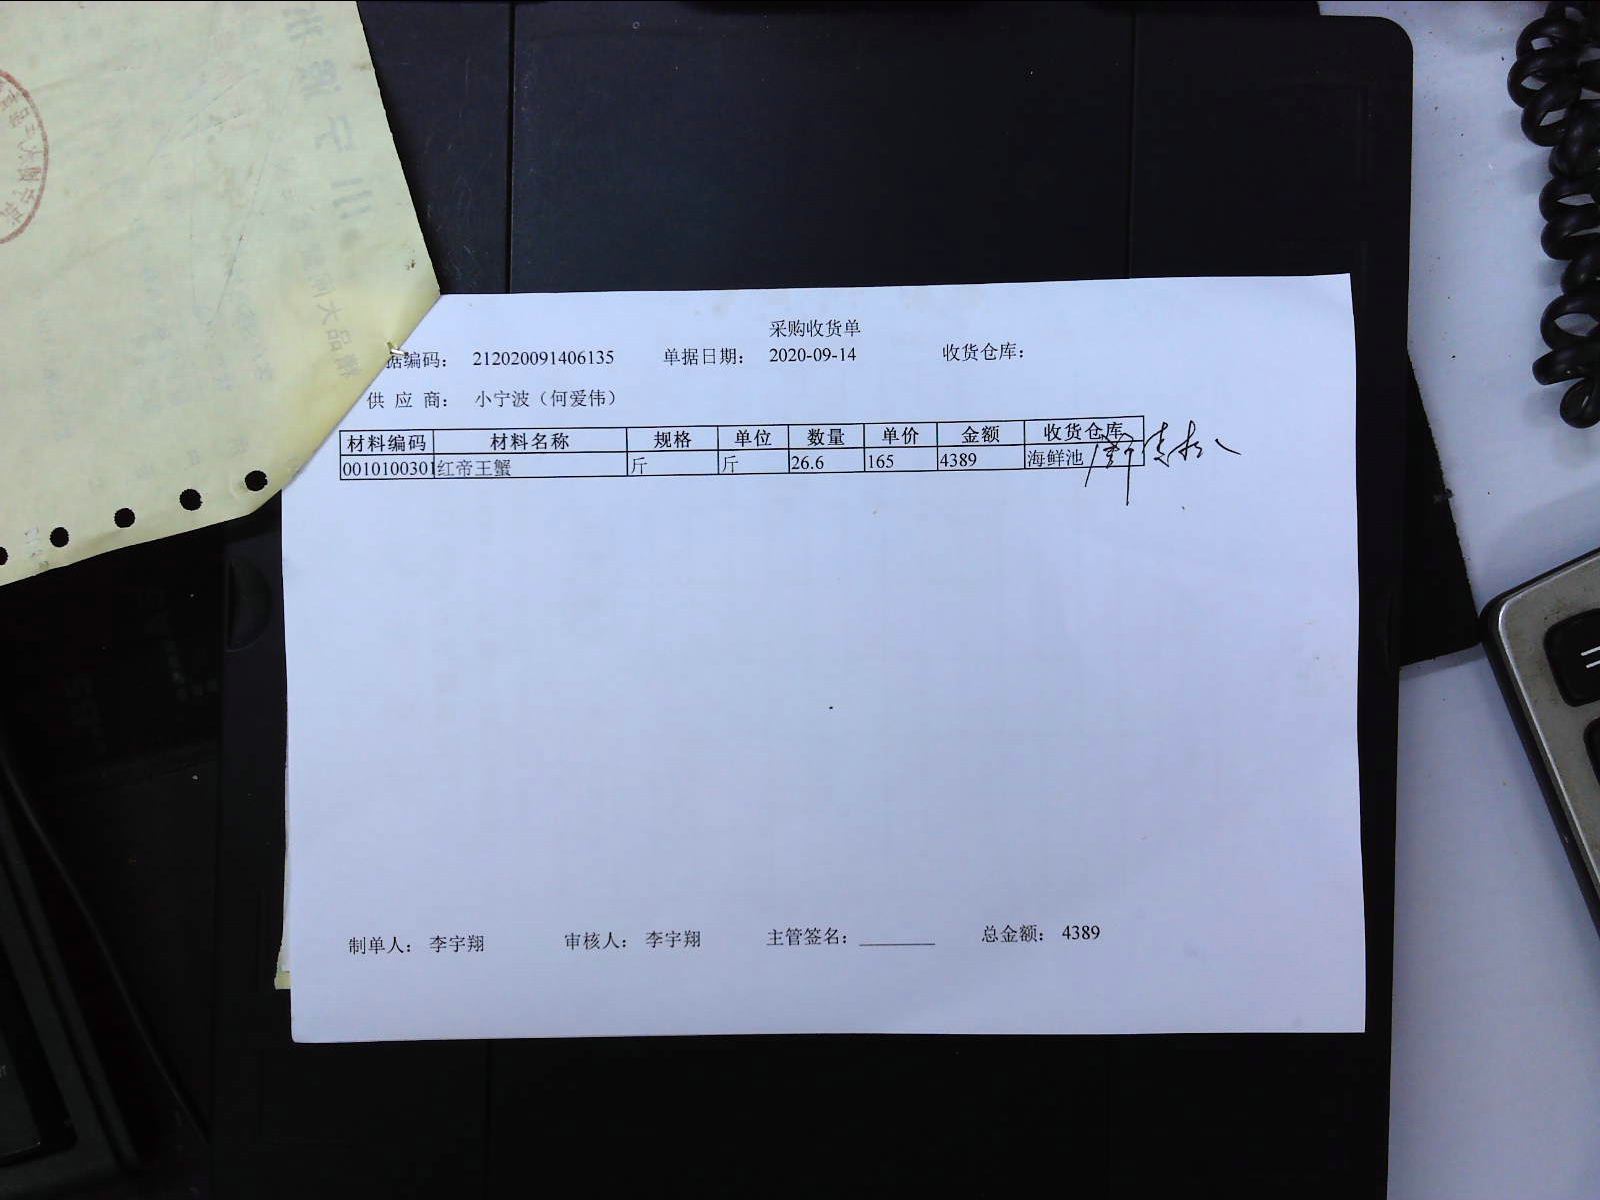 采购收货单
据编码： 212020091406135 单据日期： 2020-09-14 收货仓库：
供 应 商： 小宁波（何爱伟）
材料编码 材料名称 规格 单位 数量 单价 金额 收货仓库
0010100301 红帝王蟹 斤 斤 26.6 165 4389 海鲜池
制单人： 李宇翔 审核人： 李宇翔 主管签名： ________ 总金额： 4389